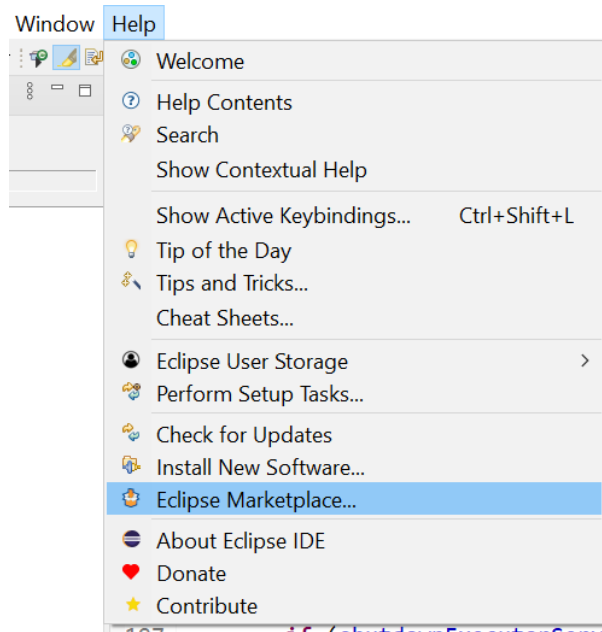 Window Help
Welcome
Help Contents
Search
Show Contextual Help
Show Active Keybindings... Ctrl+Shift+L
Tip of the Day
Tips and Tricks...
Cheat Sheets...
Eclipse User Storage
Perform Setup Tasks...
Check for Updates
Install New Software...
Eclipse Marketplace...
About Eclipse IDE
Donate
Contribute